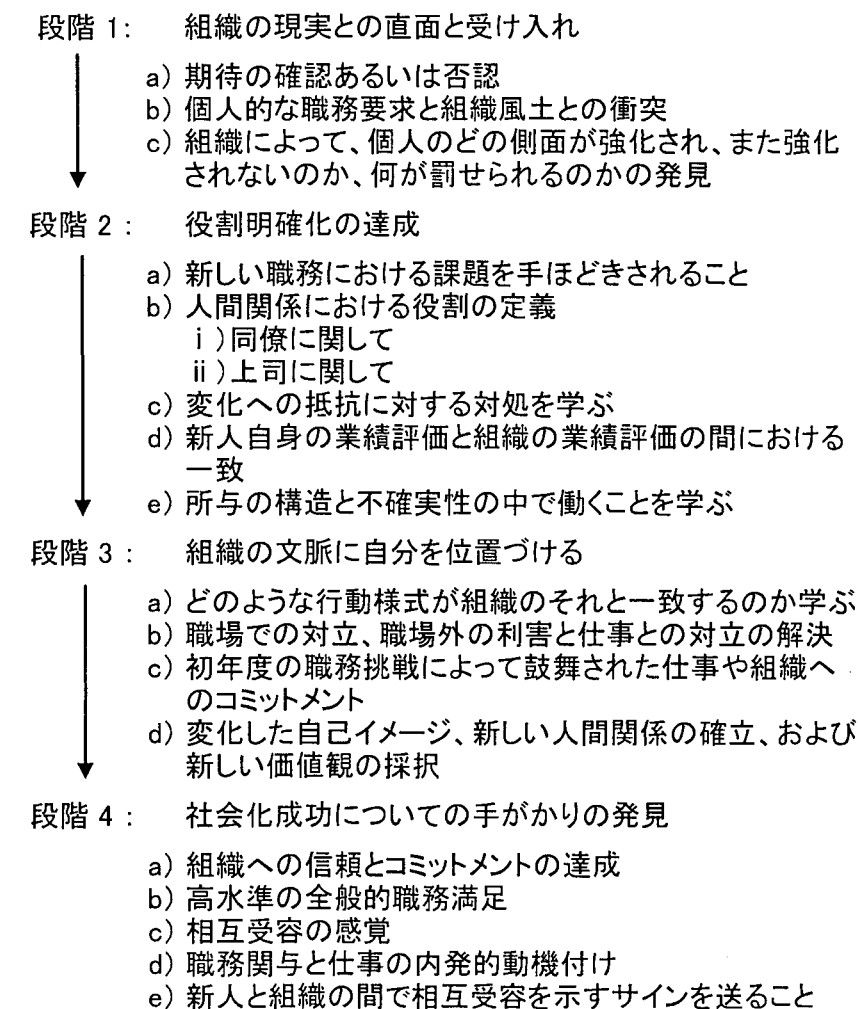 段階 1: 組織の現実との直面と受け入れ
a) 期待の確認あるいは否認
b) 個人的な職務要求と組織風土との衝突
c) 組織によって、個人のどの側面が強化され、また強化
されないのか、何が罰せられるのかの発見
段階 2 : 役割明確化の達成
a) 新しい職務における課題を手ほどきされること
b) 人間関係における役割の定義
ⅰ)同僚に関して
ⅱ)上司に関して
c) 変化への抵抗に対する対処を学ぶ
d) 新人自身の業績評価と組織の業績評価の間における
一致
e) 所与の構造と不確実性の中で働くことを学ぶ
段階 3 : 組織の文脈に自分を位置づける
a) どのような行動様式が組織のそれと一致するのか学ぶ
b) 職場での対立、職場外の利害と仕事との対立の解決
c) 初年度の職務挑戦によって鼓舞された仕事や組織へ
のコミットメント
d) 変化した自己イメージ、新しい人間関係の確立、および
新しい価値観の採択
段階 4 : 社会化成功についての手がかりの発見
a) 組織への信頼とコミットメントの達成
b) 高水準の全般的職務満足
c) 相互受容の感覚
d) 職務関与と仕事の内発的動機付け
e) 新人と組織の間で相互受容を示すサインを送ること